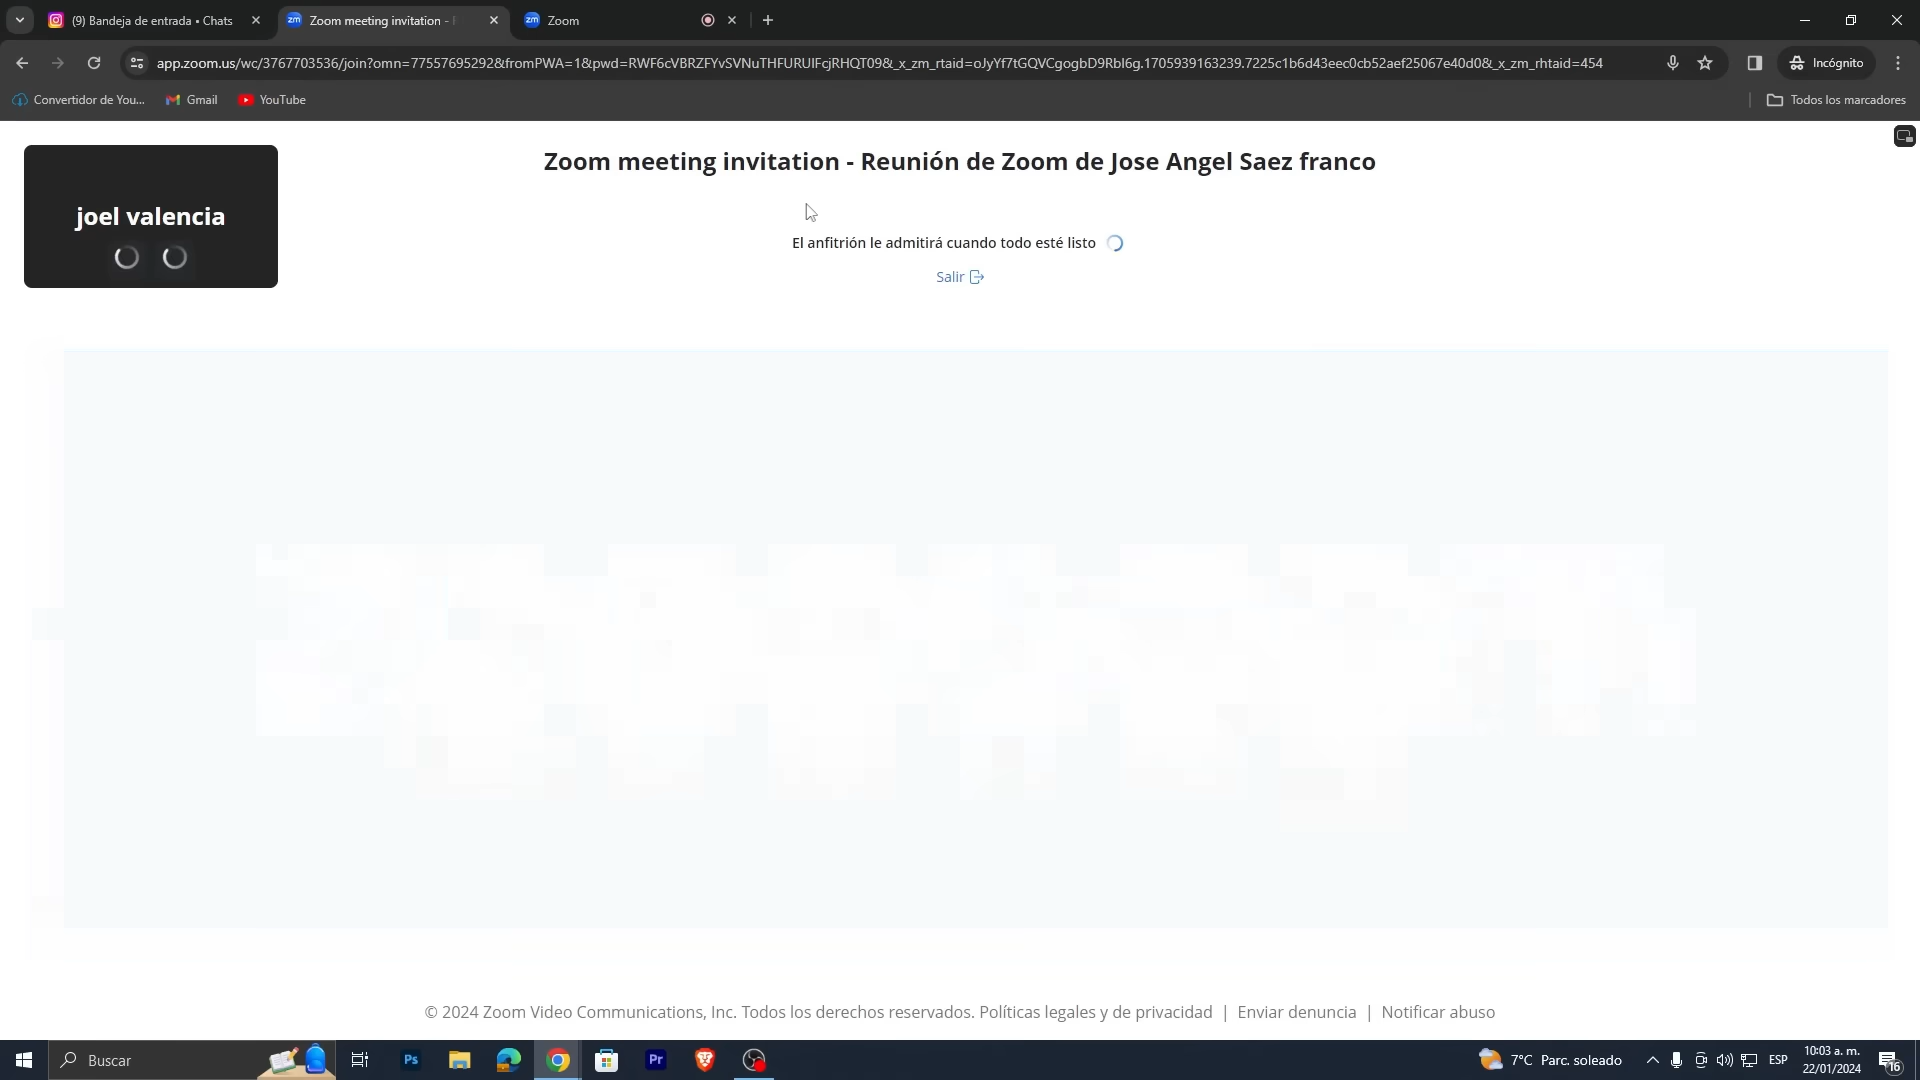 (9) Bandeja de entrada • Chats
Zoom meeting invitation -
Zoom
app.zoom.us/wc/3767703536/join?omn=77557695292&fromPWA=1&pwd=RWF6cVBRZFYvSVNuTHFURUlFcjRHQT09&_x_zm_rtaid=oJyYf7tGQVCgogbD9RbI6g.1705939163239.7225c1b6d43eec0cb52aef25067e40d0&_x_zm_rhtaid=454
Incógnito
Convertidor de You...
Gmail
YouTube
Todos los marcadores
Zoom meeting invitation - Reunión de Zoom de Jose Angel Saez franco
joel valencia
El anfitrión le admitirá cuando todo esté listo
Salir
© 2024 Zoom Video Communications, Inc. Todos los derechos reservados. Políticas legales y de privacidad | Enviar denuncia | Notificar abuso
Buscar
Ps
Pr
7°C Parc. soleado
ESP
10:03 a. m.
22/01/2024
16